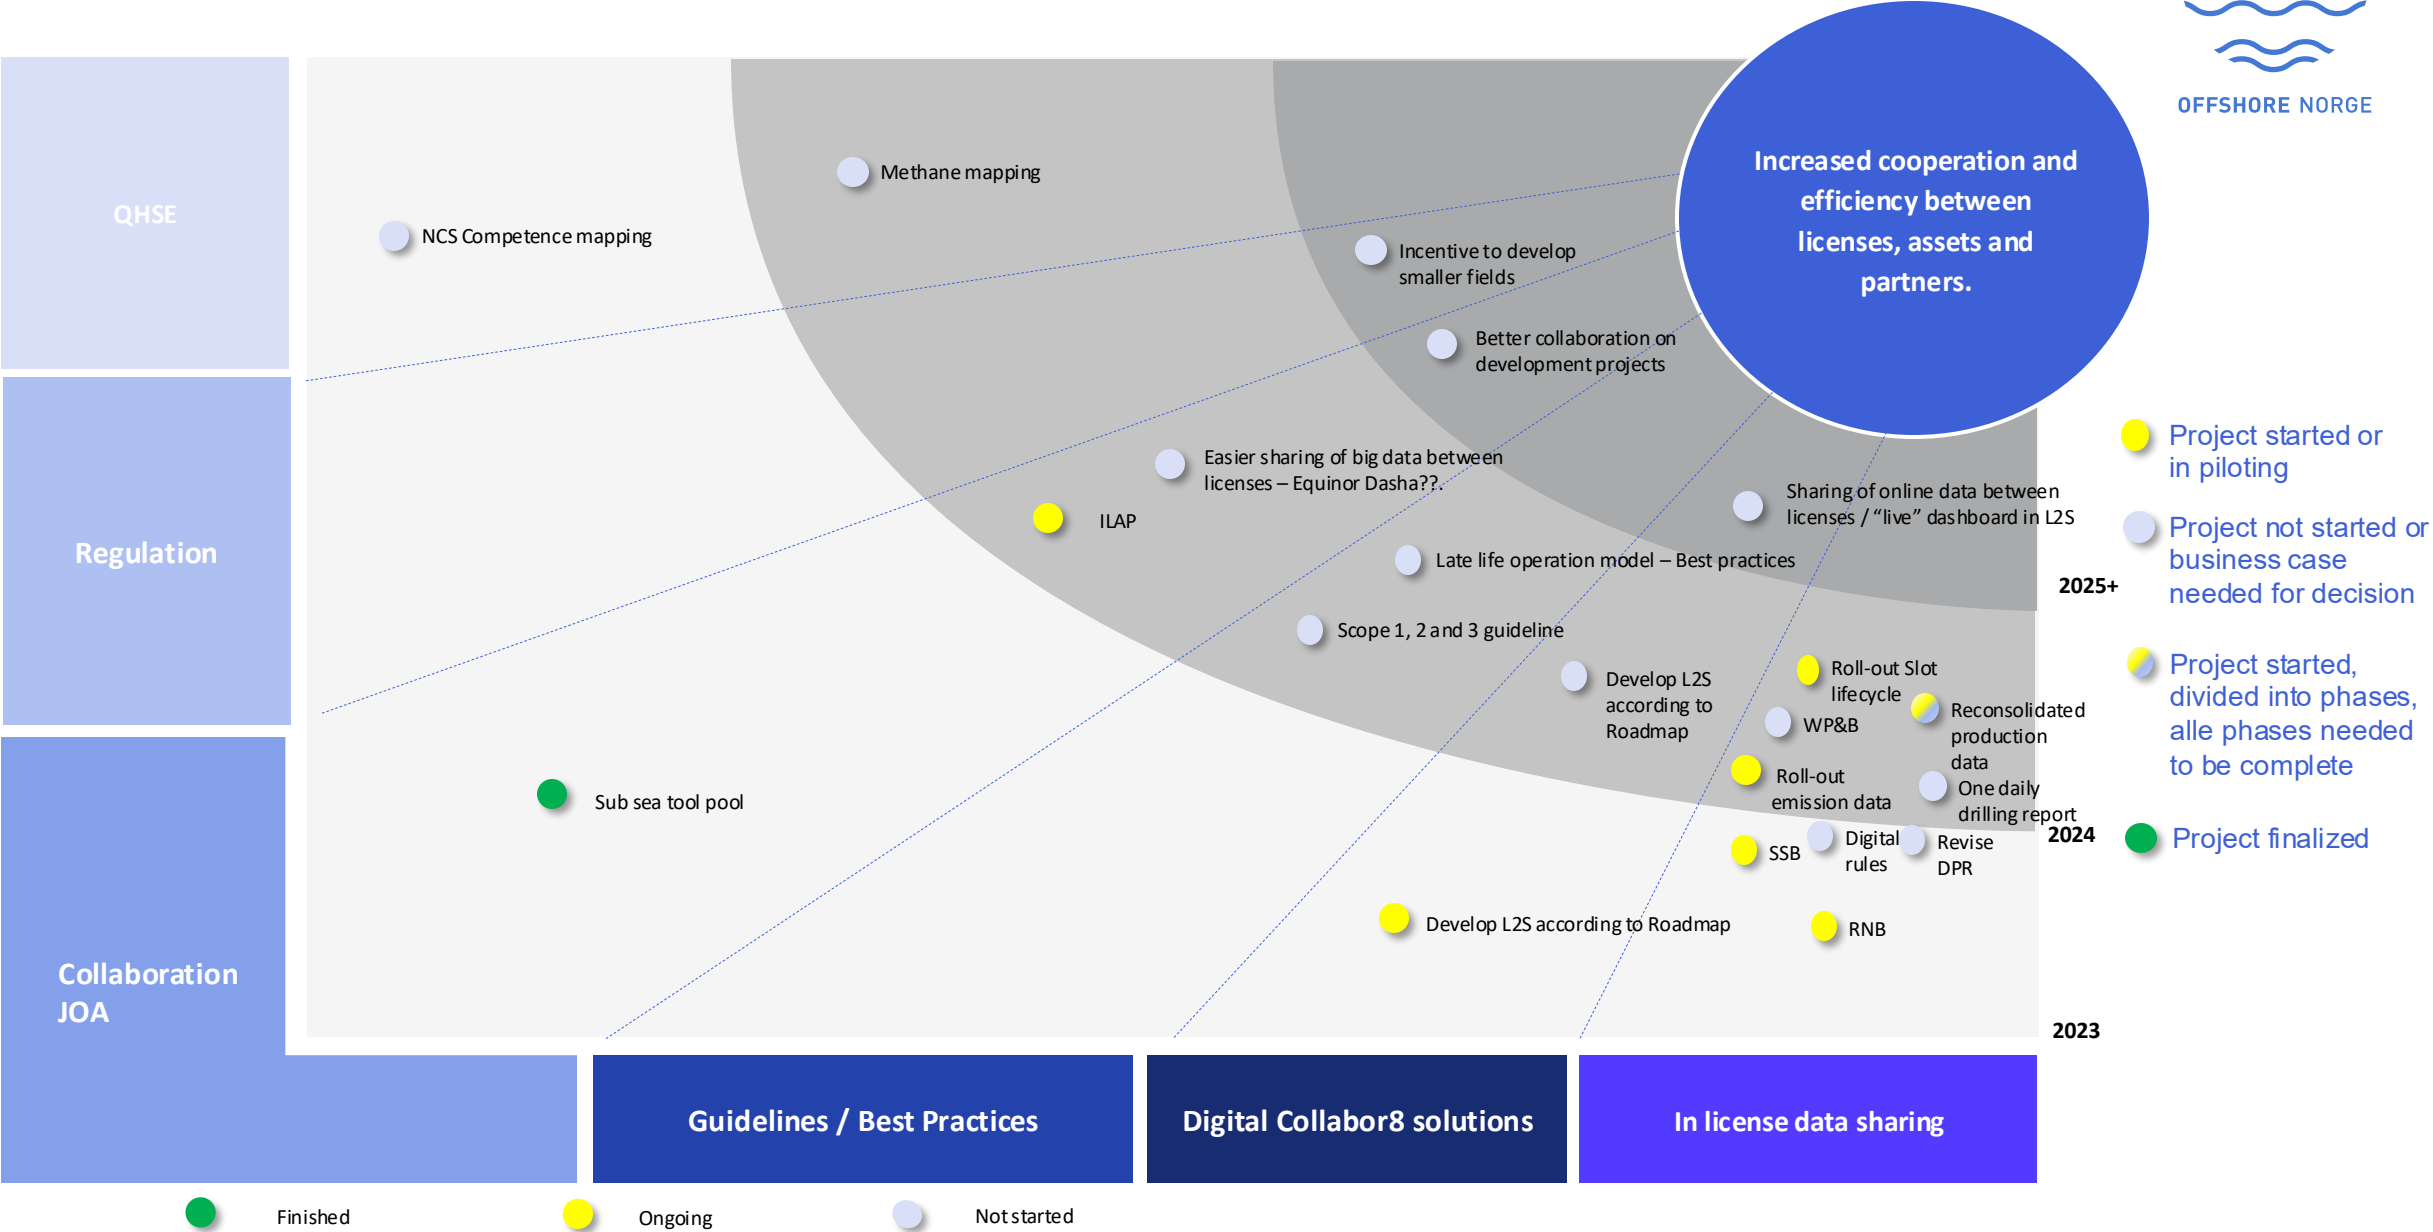 OFFSHORE NORGE
QHSE
Regulation
Collaboration
JOA
Increased cooperation and
efficiency between
licenses, assets and
partners.
Methane mapping
NCS Competence mapping
Incentive to develop
smaller fields
Better collaboration on
development projects
Easier sharing of big data between
licenses – Equinor Dasha??.
ILAP
Sharing of online data between
licenses / “live” dashboard in L2S
Late life operation model – Best practices
2025+
Scope 1, 2 and 3 guideline
Develop L2S
according to
Roadmap
Roll-out Slot
lifecycle
WP&B
Reconsolidated
production
data
Roll-out
emission data
One daily
drilling report
Sub sea tool pool
2024
SSB
Digital
rules
Revise
DPR
Develop L2S according to Roadmap
RNB
2023
Project started or
in piloting
Project not started or
business case
needed for decision
Project started,
divided into phases,
alle phases needed
to be complete
Project finalized
Guidelines / Best Practices
Digital Collabor8 solutions
In license data sharing
Finished
Ongoing
Not started